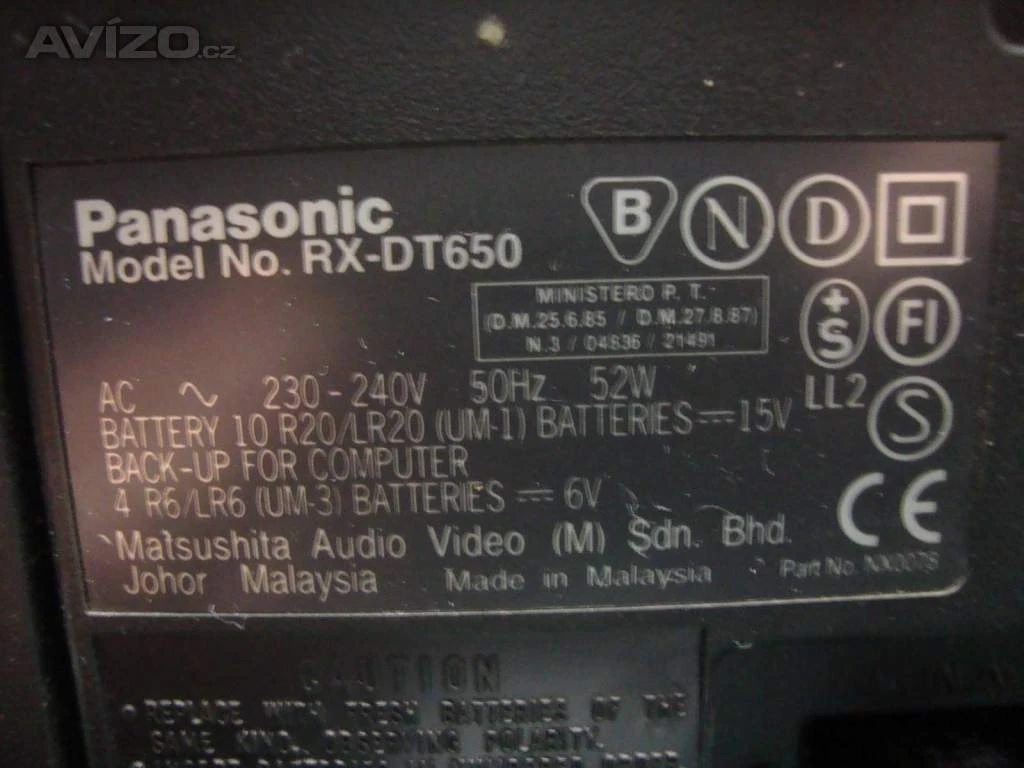 AVÍZO.cz
Panasonic
Model No. RX-DT650
B N D
MINISTERO P. T.
(D.M.25.6.85 / D.M.27.8.87)
N.3 / 04836 / 21491
+
S
FI
LL2
S
AC ~ 230-240V 50Hz 52W
BATTERY 10 R20/LR20 (UM-1) BATTERIES ⎓ 15V
BACK-UP FOR COMPUTER
4 R6/LR6 (UM-3) BATTERIES ⎓ 6V
CE
Matsushita Audio Video (M) Sdn. Bhd.
Johor Malaysia Made in Malaysia
Part No.
CAUTION
• REPLACE WITH FRESH BATTERIES OF THE
SAME KIND, OBSERVING POLARITY.